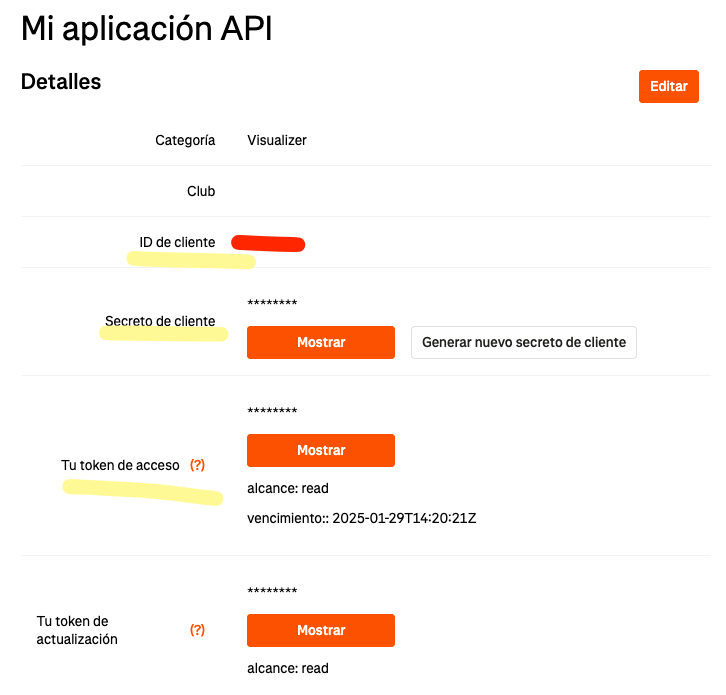 Mi aplicación API
Detalles
Editar
Categoría Visualizer
Club
ID de cliente
Secreto de cliente
********
Mostrar Generar nuevo secreto de cliente
Tu token de acceso (?)
********
Mostrar
alcance: read
vencimiento:: 2025-01-29T14:20:21Z
Tu token de
actualización (?)
********
Mostrar
alcance: read